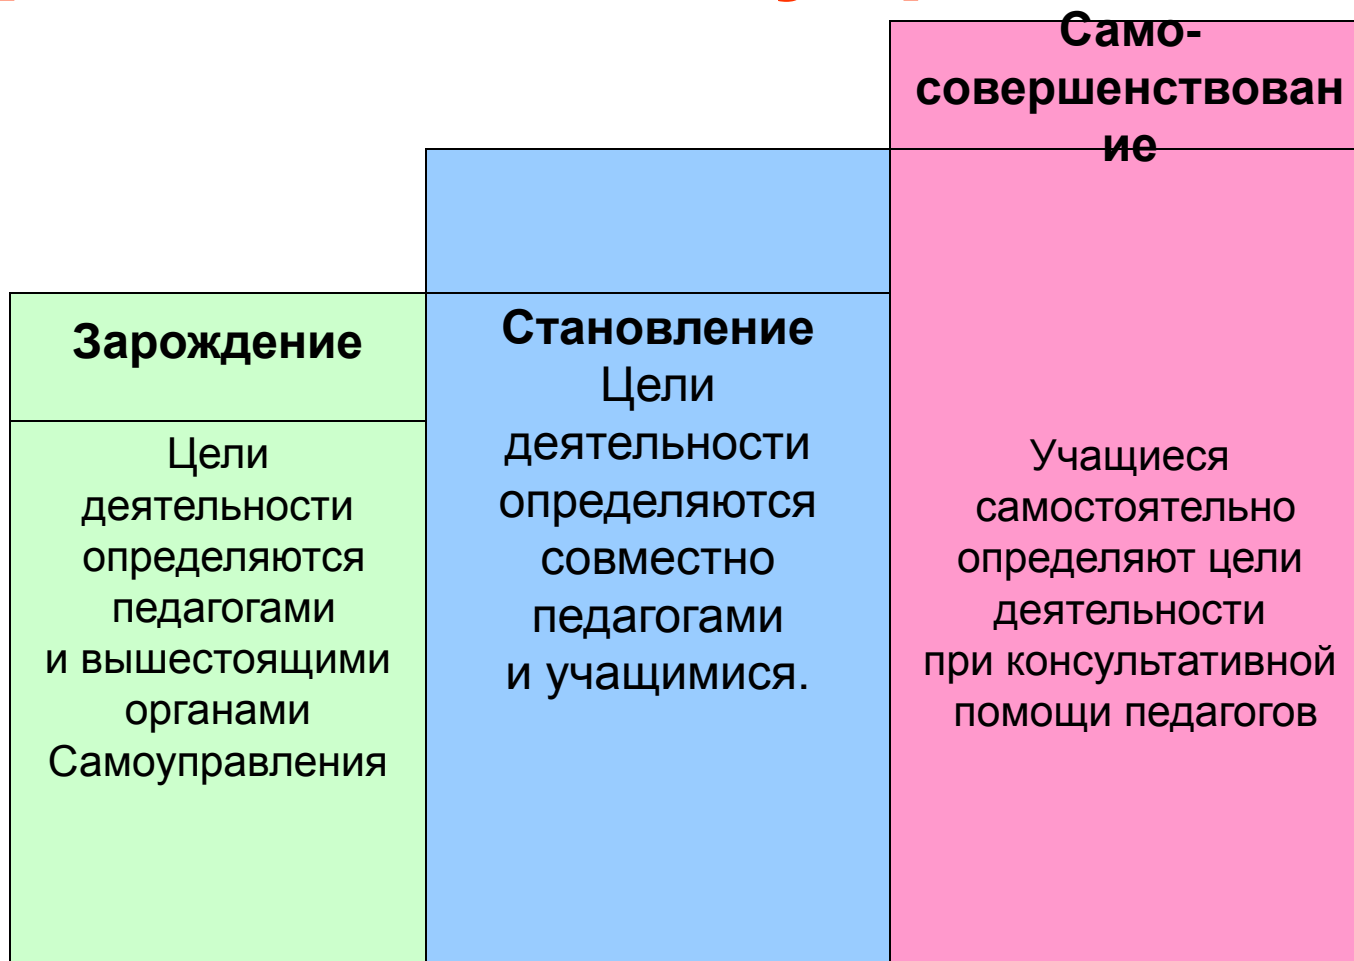 Зарождение
Цели
деятельности
определяются
педагогами
и вышестоящими
органами
Самоуправления
Становление
Цели
деятельности
определяются
совместно
педагогами
и учащимися.
Само-
совершенствован
ие
Учащиеся
самостоятельно
определяют цели
деятельности
при консультативной
помощи педагогов